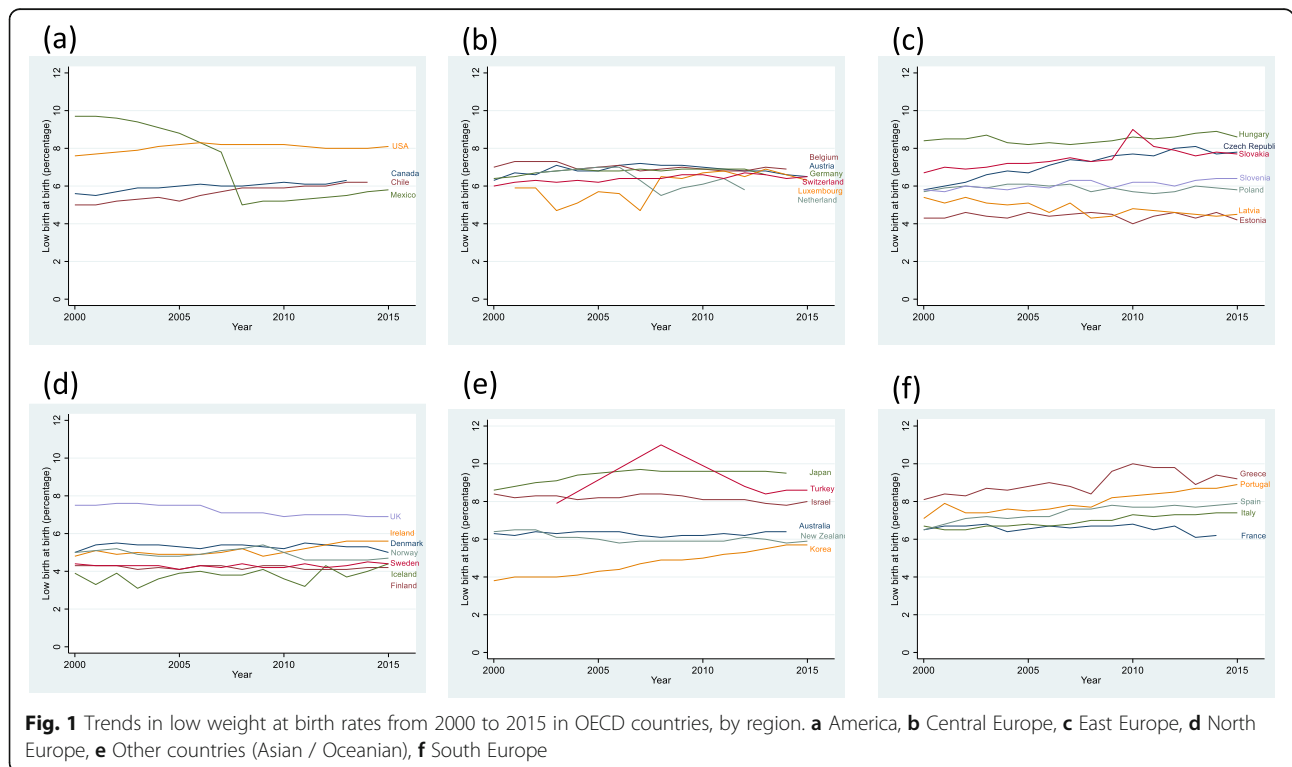 (a)
Low birth at birth (percentage)
0 2 4 6 8 10 12
USA
Canada
Chile
Mexico
2000 2005 2010 2015
Year
(b)
Low birth at birth (percentage)
0 2 4 6 8 10 12
Belgium
Austria
Germany
Switzerland
Luxembourg
Netherland
2000 2005 2010 2015
Year
(c)
Low birth at birth (percentage)
0 2 4 6 8 10 12
Hungary
Czech Republi
Slovakia
Slovenia
Poland
Latvia
Estonia
2000 2005 2010 2015
Year
(d)
Low birth at birth (percentage)
0 2 4 6 8 10 12
UK
Ireland
Denmark
Norway
Sweden
Iceland
Finland
2000 2005 2010 2015
Year
(e)
Low birth at birth (percentage)
0 2 4 6 8 10 12
Japan
Turkey
Israel
Australia
New Zealand
Korea
2000 2005 2010 2015
Year
(f)
Low birth at birth (percentage)
0 2 4 6 8 10 12
Greece
Portugal
Spain
Italy
France
2000 2005 2010 2015
Year
Fig. 1 Trends in low weight at birth rates from 2000 to 2015 in OECD countries, by region. a America, b Central Europe, c East Europe, d North
Europe, e Other countries (Asian / Oceanian), f South Europe